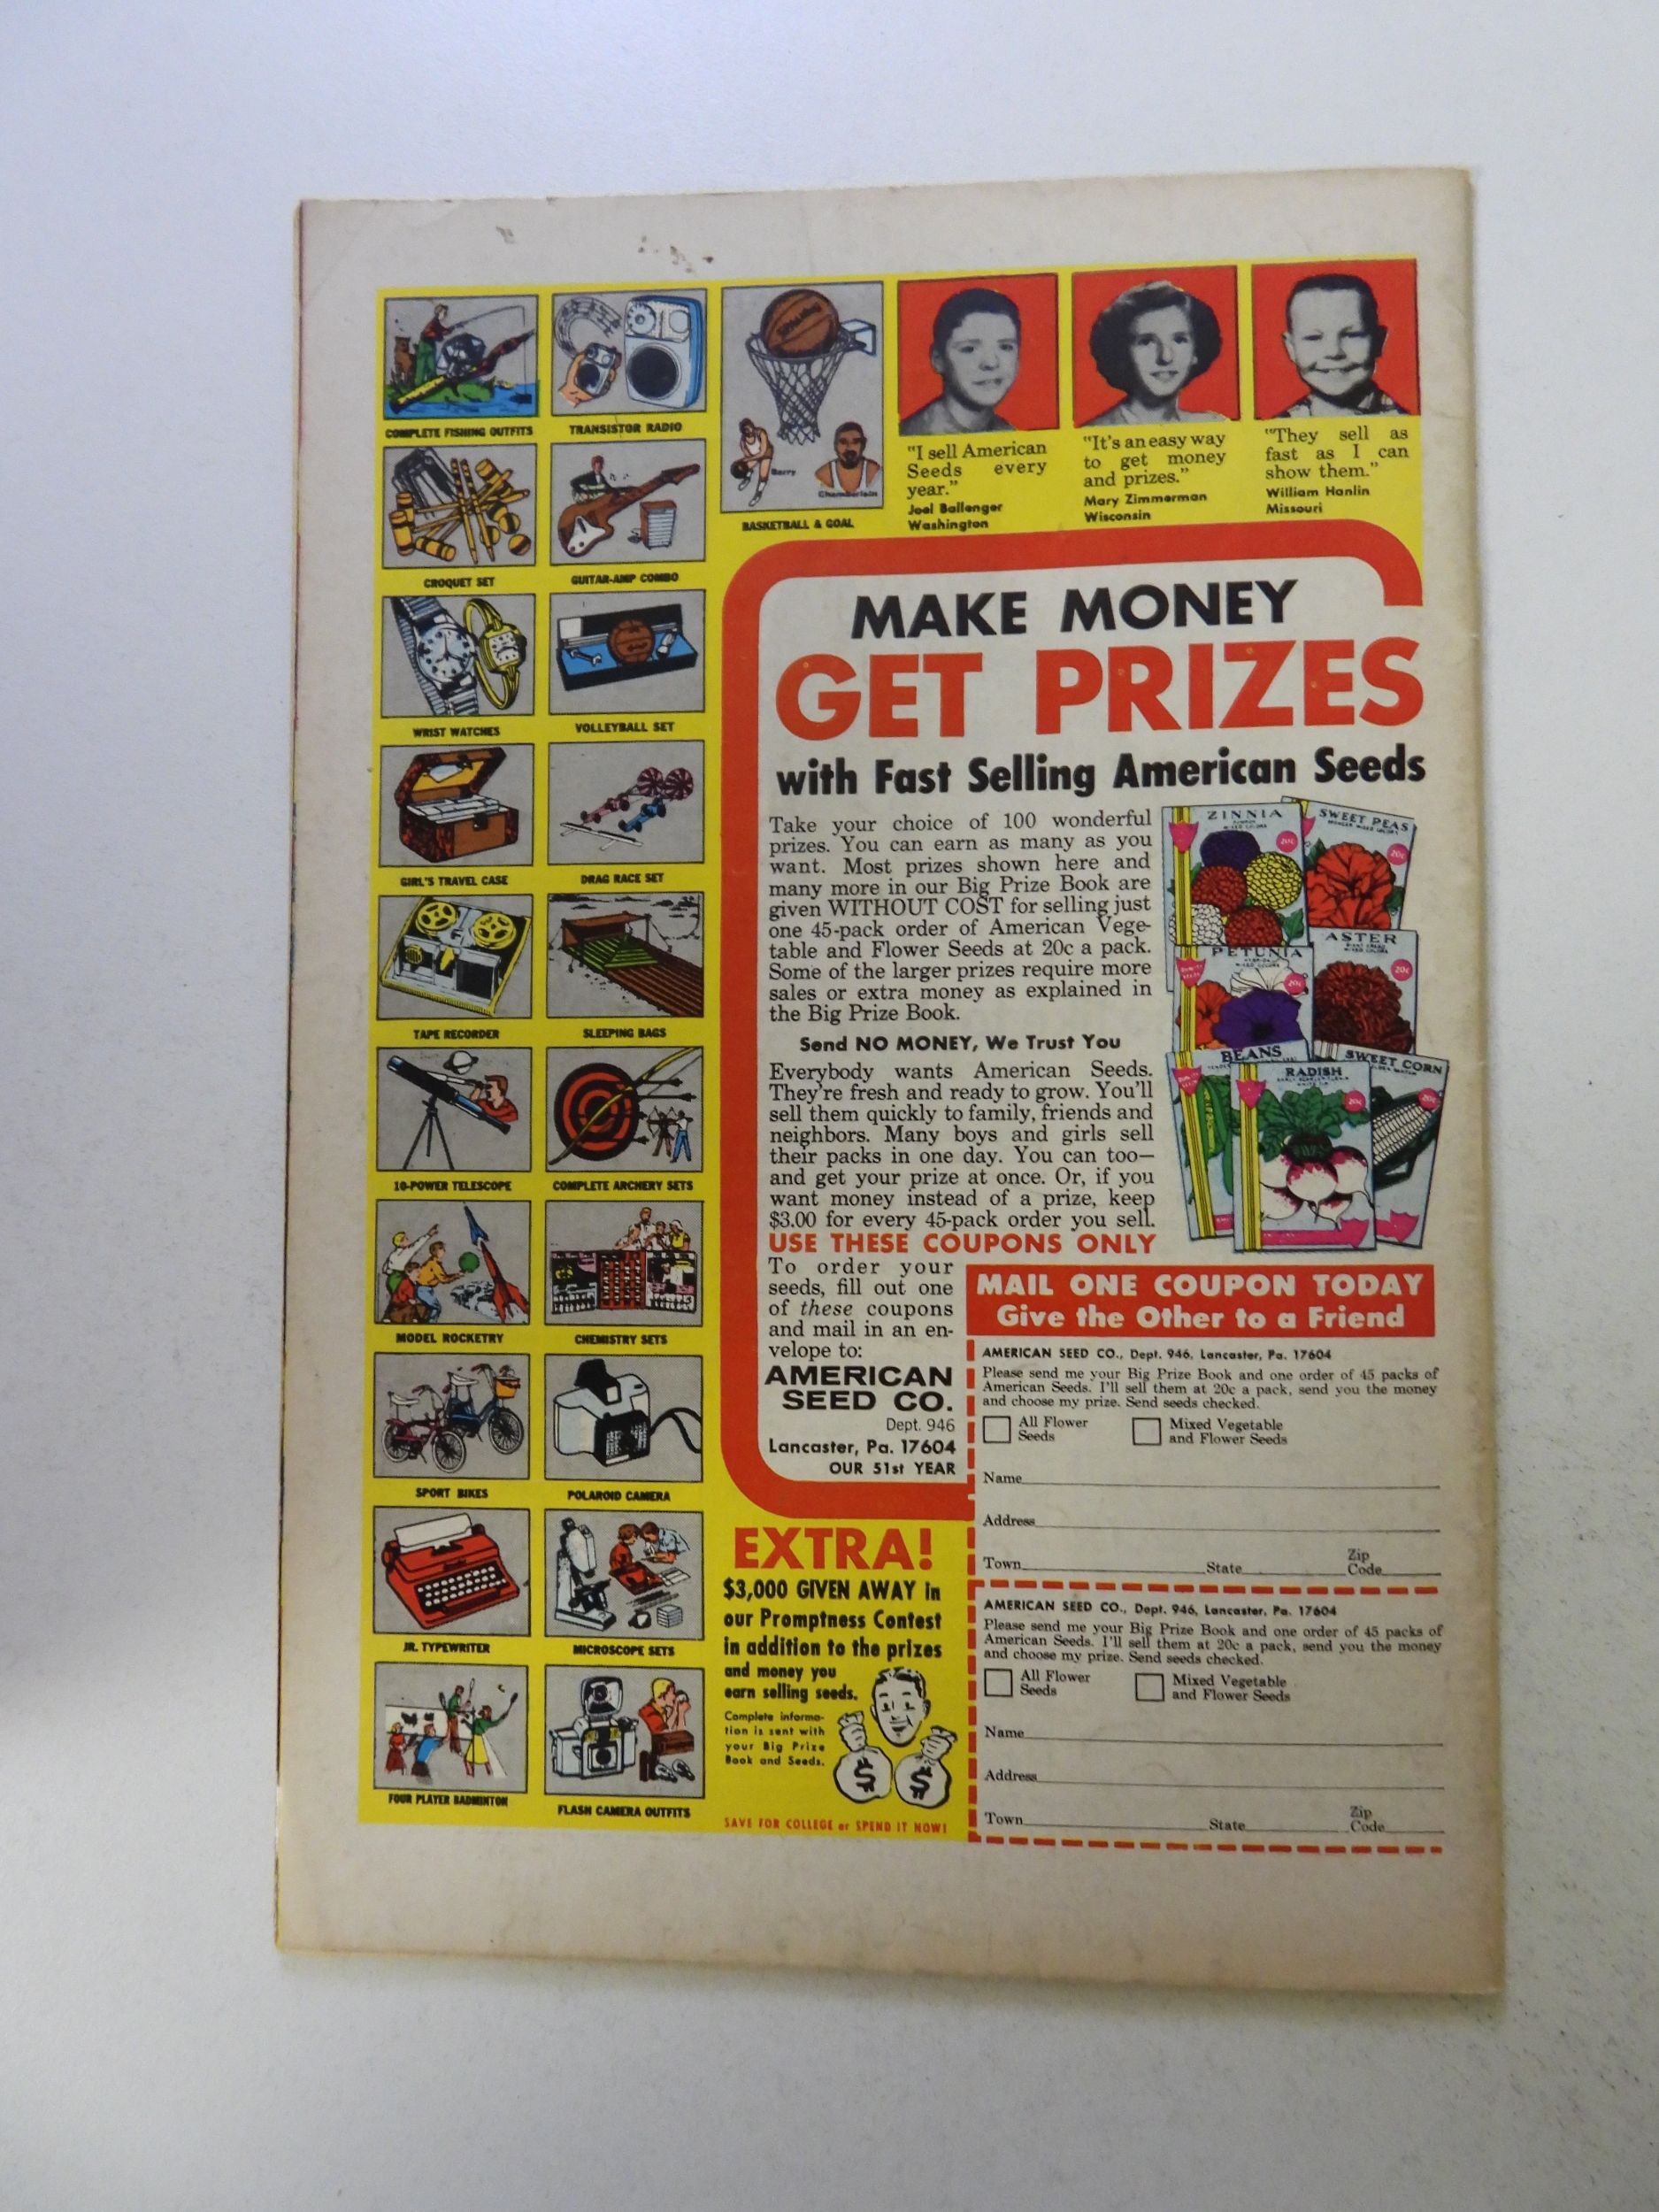 COMPLETE FISHING OUTFITS
TRANSISTOR RADIO
CROQUET SET
GUITAR-AMP COMBO
WRIST WATCHES
VOLLEYBALL SET
GIRL'S TRAVEL CASE
DRAG RACE SET
TAPE RECORDER
SLEEPING BAGS
10-POWER TELESCOPE
COMPLETE ARCHERY SETS
MODEL ROCKETRY
CHEMISTRY SETS
SPORT BIKES
POLAROID CAMERA
JR. TYPEWRITER
MICROSCOPE SETS
FOUR PLAYER BADMINTON
FLASH CAMERA OUTFITS
SPALDING
Barry
Chamberlain
BASKETBALL & GOAL
"I sell American
Seeds every
year."
Joel Ballenger
Washington
"It's an easy way
to get money
and prizes."
Mary Zimmerman
Wisconsin
"They sell as
fast as I can
show them."
William Hanlin
Missouri
MAKE MONEY
GET PRIZES
with Fast Selling American Seeds
Take your choice of 100 wonderful
prizes. You can earn as many as you
want. Most prizes shown here and
many more in our Big Prize Book are
given WITHOUT COST for selling just
one 45-pack order of American Vege-
table and Flower Seeds at 20c a pack.
Some of the larger prizes require more
sales or extra money as explained in
the Big Prize Book.
Send NO MONEY, We Trust You
Everybody wants American Seeds.
They're fresh and ready to grow. You'll
sell them quickly to family, friends and
neighbors. Many boys and girls sell
their packs in one day. You can too—
and get your prize at once. Or, if you
want money instead of a prize, keep
$3.00 for every 45-pack order you sell.
USE THESE COUPONS ONLY
To order your
seeds, fill out one
of these coupons
and mail in an en-
velope to:
AMERICAN
SEED CO.
Dept. 946
Lancaster, Pa. 17604
OUR 51st YEAR
ZINNIA
MIXED COLORS
20c
SWEET PEAS
20c
PETUNIA
MIXED COLORS
20c
ASTER
MIXED COLORS
20c
BEANS
RADISH
20c
SWEET CORN
20c
MAIL ONE COUPON TODAY
Give the Other to a Friend
AMERICAN SEED CO., Dept. 946, Lancaster, Pa. 17604
Please send me your Big Prize Book and one order of 45 packs of
American Seeds. I'll sell them at 20c a pack, send you the money
and choose my prize. Send seeds checked.
All Flower
Seeds
Mixed Vegetable
and Flower Seeds
Name
Address
Town State Zip Code
AMERICAN SEED CO., Dept. 946, Lancaster, Pa. 17604
Please send me your Big Prize Book and one order of 45 packs of
American Seeds. I'll sell them at 20c a pack, send you the money
and choose my prize. Send seeds checked.
All Flower
Seeds
Mixed Vegetable
and Flower Seeds
Name
Address
Town State Zip Code
EXTRA!
$3,000 GIVEN AWAY in
our Promptness Contest
in addition to the prizes
and money you
earn selling seeds.
Complete informa-
tion is sent with
your Big Prize
Book and Seeds.
$ $
SAVE FOR COLLEGE or SPEND IT NOW!